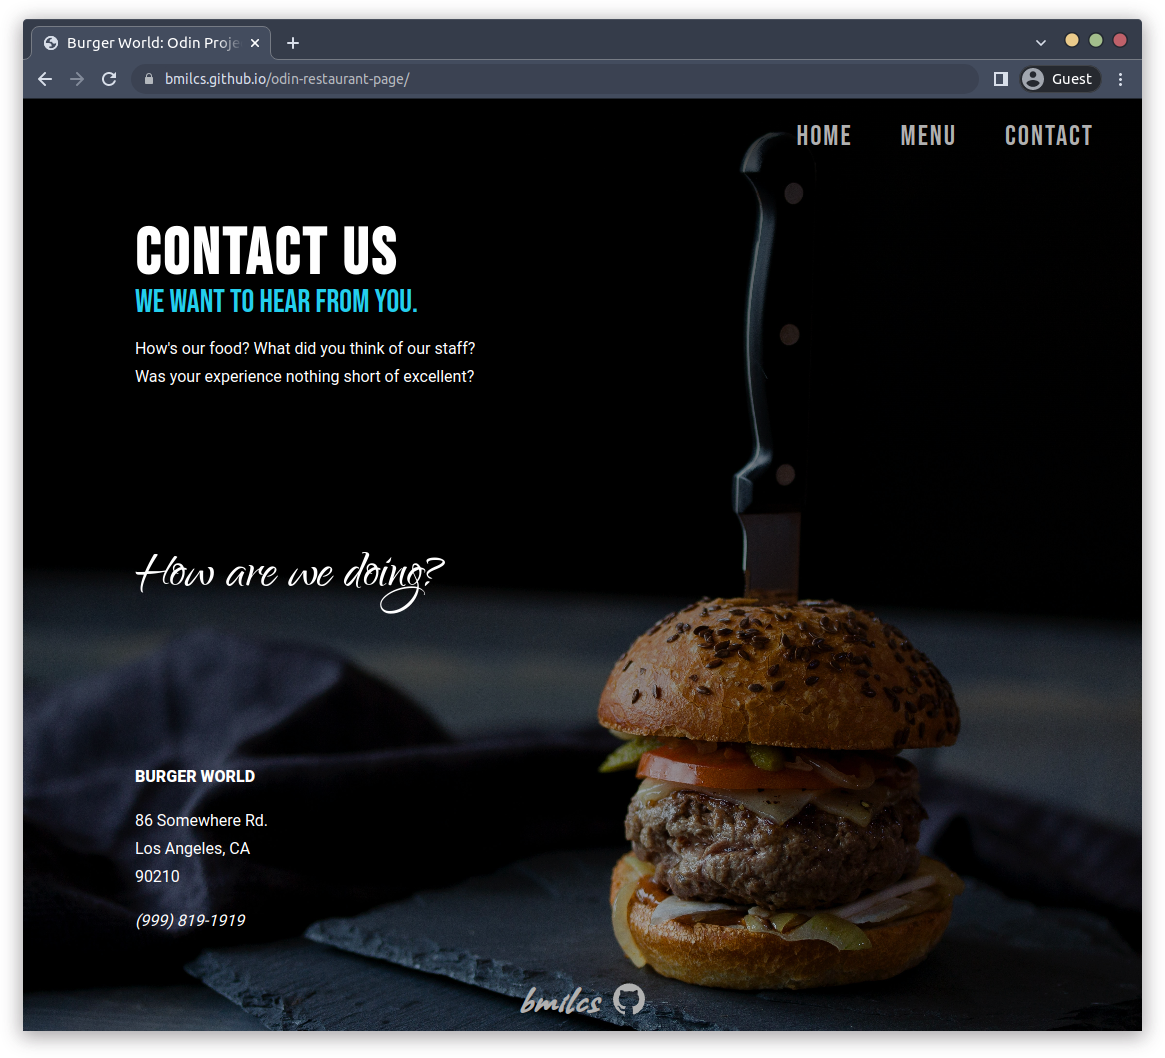 Burger World: Odin Proje
bmilcs.github.io/odin-restaurant-page/
Guest
HOME MENU CONTACT
CONTACT US
WE WANT TO HEAR FROM YOU.
How's our food? What did you think of our staff?
Was your experience nothing short of excellent?
How are we doing?
BURGER WORLD
86 Somewhere Rd.
Los Angeles, CA
90210
(999) 819-1919
bmilcs